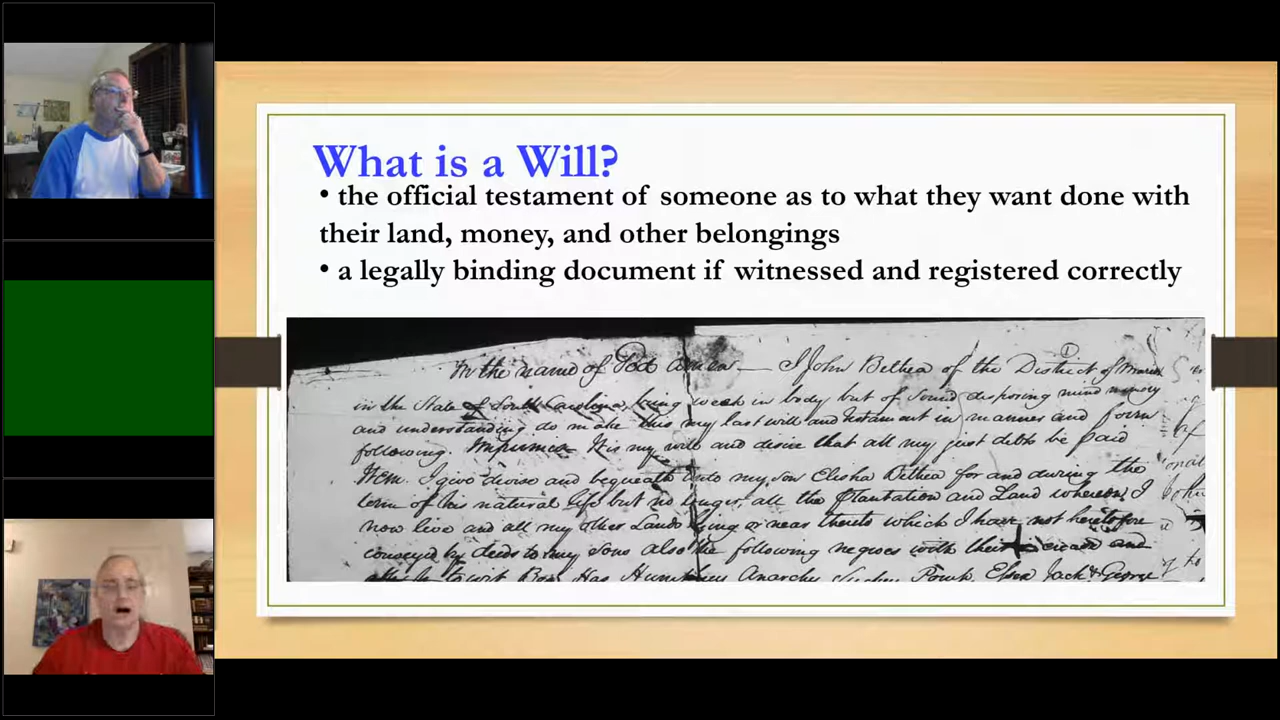 What is a Will?
• the official testament of someone as to what they want done with
their land, money, and other belongings
• a legally binding document if witnessed and registered correctly
In the name of God amen — I John Bethea of the District of
in the State of South Carolina, being weak in body but of Sound disposing mind memory
and understanding do make this my last will and testament in manner and form
following. It is my will and desire that all my just debts be paid
Item. I give devise and bequeath unto my son Elisha Bethea for and during the
term of his natural life but no longer, all the Plantation and Land whereon I
now live and all my other Lands lying or near thereto which I have not heretofore
conveyed by deeds to my sons also the following negroes with their and
to wit Anarchy Jack & George